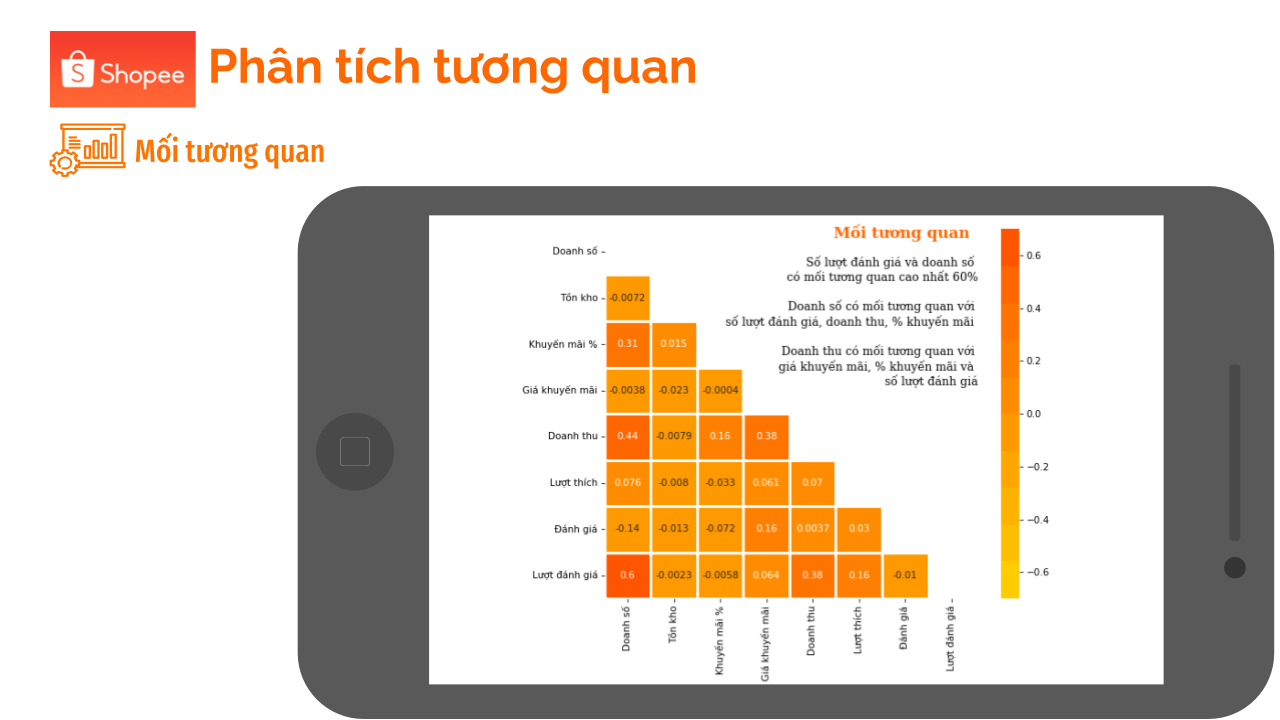 Shopee
Phân tích tương quan
Mối tương quan
Mối tương quan
Số lượt đánh giá và doanh số
có mối tương quan cao nhất 60%
Doanh số có mối tương quan với
số lượt đánh giá, doanh thu, % khuyến mãi
Doanh thu có mối tương quan với
giá khuyến mãi, % khuyến mãi và
số lượt đánh giá
Doanh số
Tồn kho -0.0072
Khuyến mãi % 0.31 0.015
Giá khuyến mãi -0.0038 -0.023 -0.0004
Doanh thu 0.44 -0.0079 0.16 0.38
Lượt thích 0.076 -0.008 -0.033 0.061 0.07
Đánh giá -0.14 -0.013 -0.072 0.16 0.0037 0.03
Lượt đánh giá 0.6 -0.0023 -0.0058 0.064 0.38 0.16 -0.01
Doanh số
Tồn kho
Khuyến mãi %
Giá khuyến mãi
Doanh thu
Lượt thích
Đánh giá
Lượt đánh giá
0.6
0.4
0.2
0.0
−0.2
−0.4
−0.6